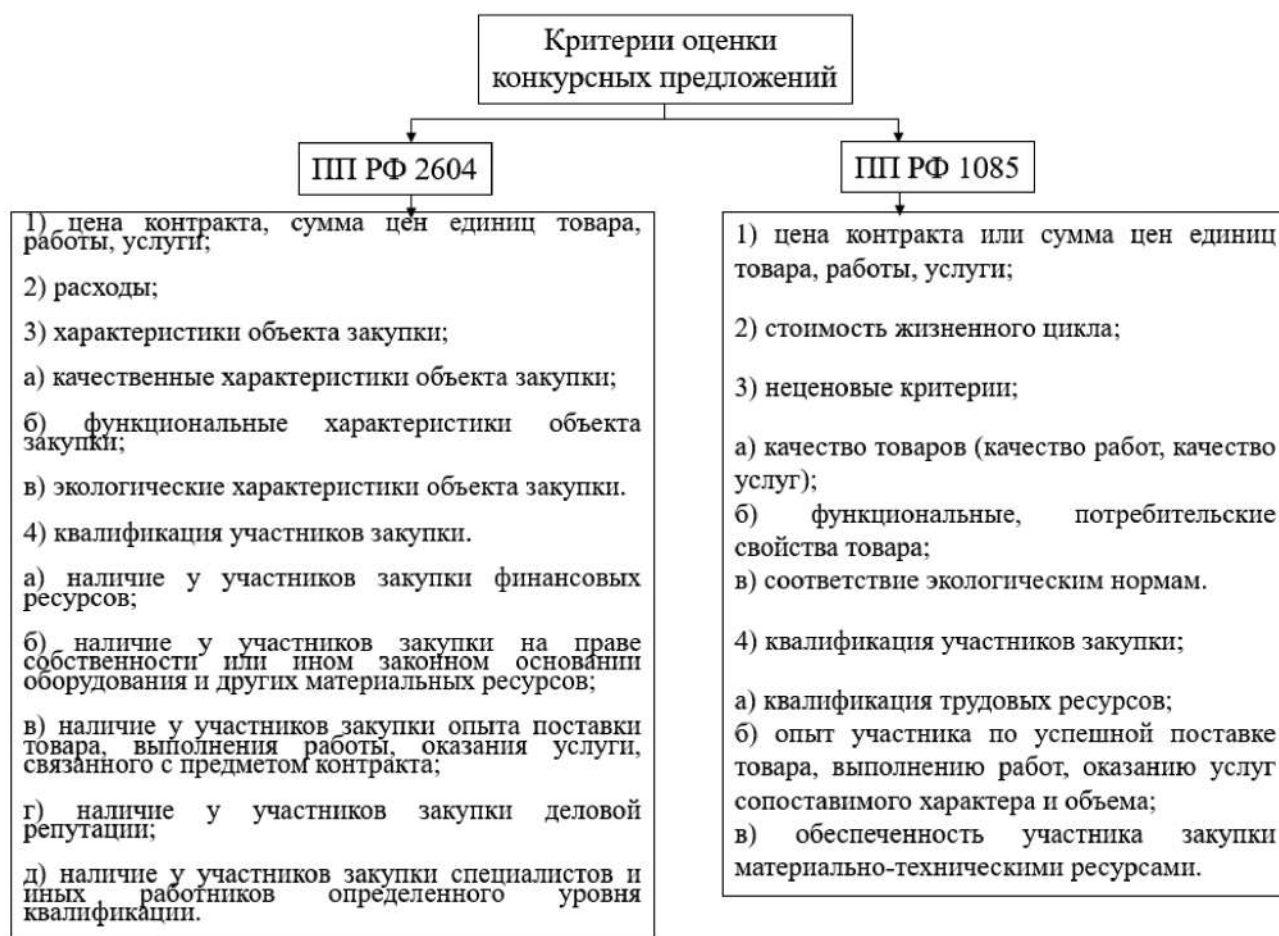 Критерии оценки
конкурсных предложений
ПП РФ 2604
1) цена контракта, сумма цен единиц товара,
работы, услуги;
2) расходы;
3) характеристики объекта закупки;
а) качественные характеристики объекта закупки;
б) функциональные характеристики объекта
закупки;
в) экологические характеристики объекта закупки.
4) квалификация участников закупки.
а) наличие у участников закупки финансовых
ресурсов;
б) наличие у участников закупки на праве
собственности или ином законном основании
оборудования и других материальных ресурсов;
в) наличие у участников закупки опыта поставки
товара, выполнения работы, оказания услуги,
связанного с предметом контракта;
г) наличие у участников закупки деловой
репутации;
д) наличие у участников закупки специалистов и
иных работников определенного уровня
квалификации.
ПП РФ 1085
1) цена контракта или сумма цен единиц
товара, работы, услуги;
2) стоимость жизненного цикла;
3) неценовые критерии;
а) качество товаров (качество работ, качество
услуг);
б) функциональные, потребительские
свойства товара;
в) соответствие экологическим нормам.
4) квалификация участников закупки;
а) квалификация трудовых ресурсов;
б) опыт участника по успешной поставке
товара, выполнению работ, оказанию услуг
сопоставимого характера и объема;
в) обеспеченность участника закупки
материально-техническими ресурсами.